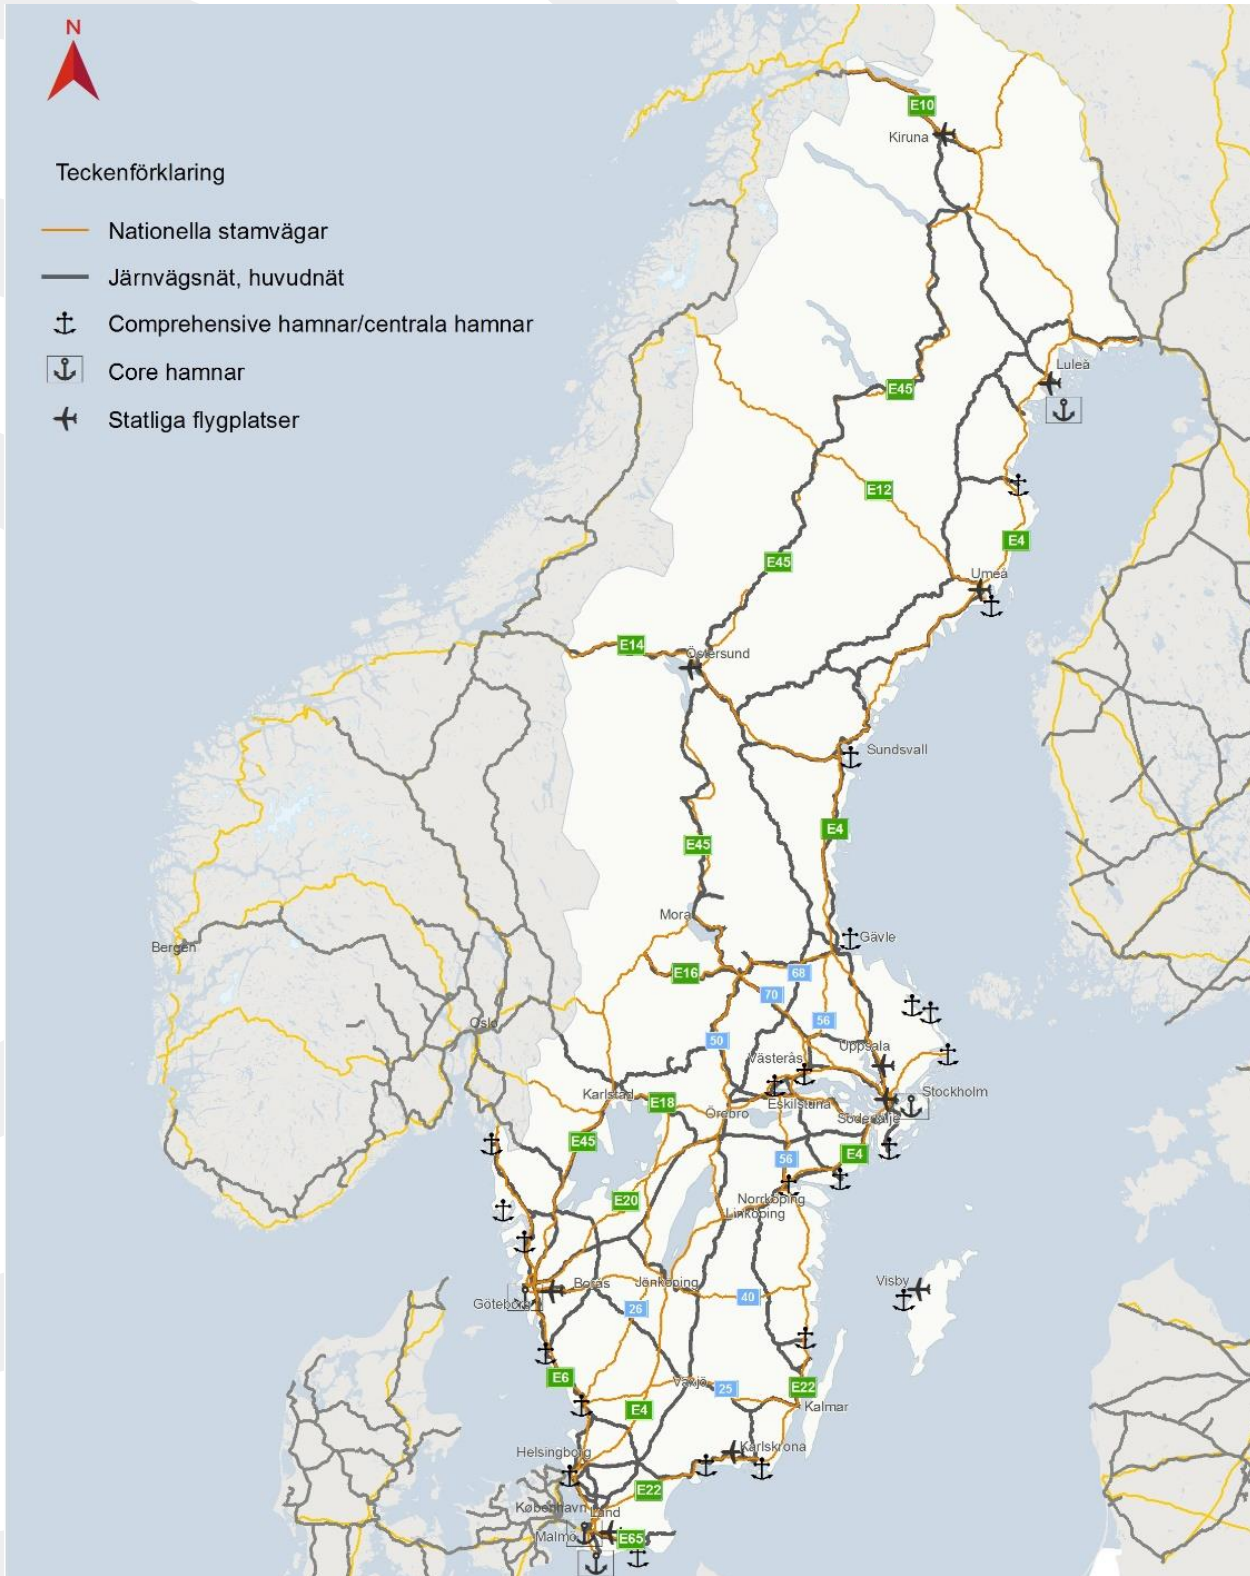 N
Teckenförklaring
Nationella stamvägar
Järnvägsnät, huvudnät
Comprehensive hamnar/centrala hamnar
Core hamnar
Statliga flygplatser
E10
Kiruna
Luleå
E45
E12
E4
E45
Umeå
E14
Östersund
Sundsvall
E4
E45
Mora
Gävle
Bergen
E16
68
70
56
Oslo
50
Uppsala
Västerås
Karlstad
E18
Stockholm
Eskilstuna
Örebro
Södertälje
E45
E4
56
E20
Norrköping
Linköping
Visby
Borås
Jönköping
40
Göteborg
26
E6
Växjö
25
E22
E4
Kalmar
Helsingborg
Karlskrona
E22
København
Lund
Malmö
E65